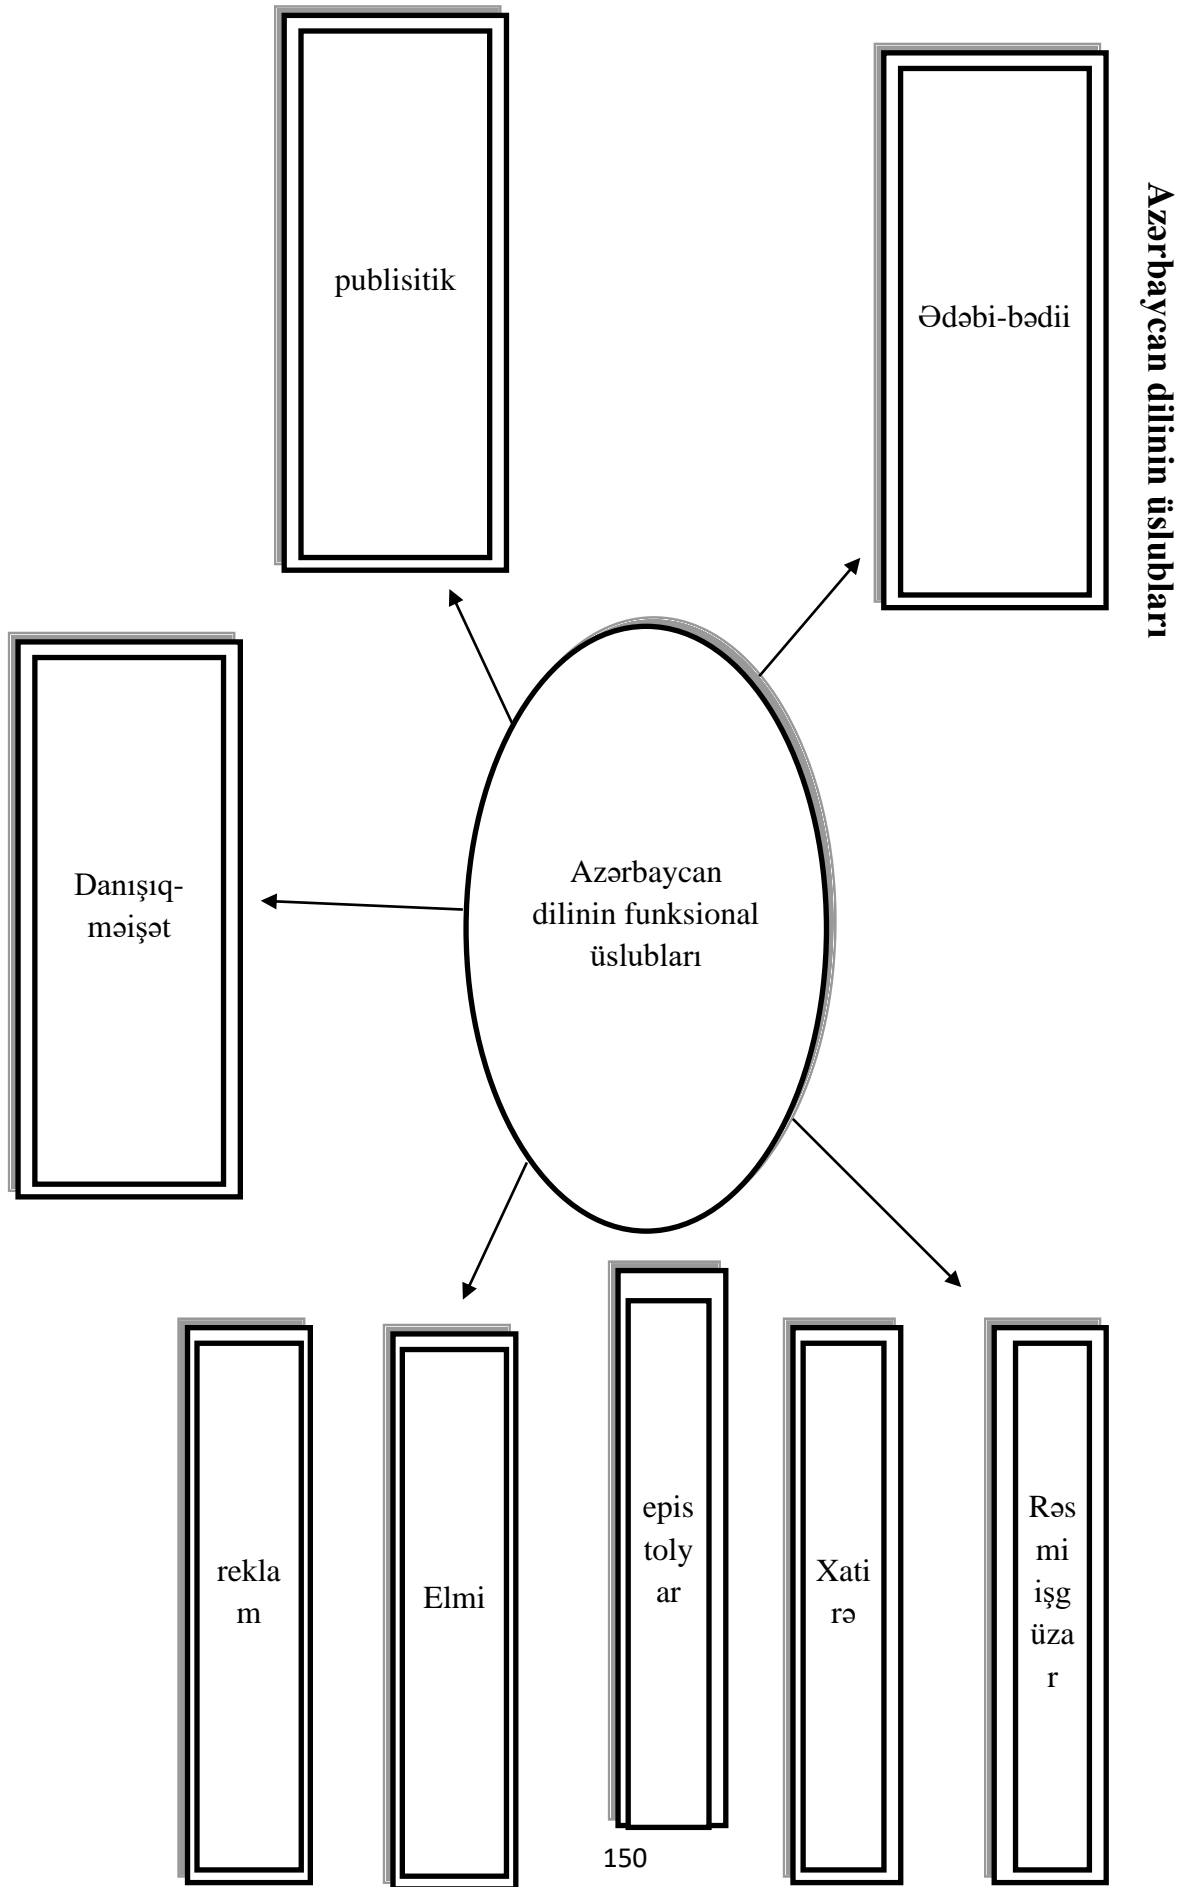 Azərbaycan dilinin üslubları
publisitik
Ədəbi-bədii
Danışıq-
məişət
Azərbaycan
dilinin funksional
üslubları
rekla
m
Elmi
epis
toly
ar
Xati
rə
Rəs
mi
işg
üza
r
150